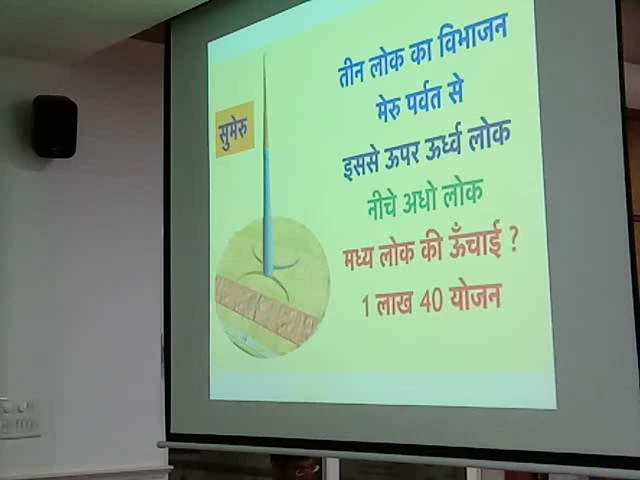 तीन लोक का विभाजन
मेरु पर्वत से
सुमेरु
इससे ऊपर ऊर्ध्व लोक
नीचे अधो लोक
मध्य लोक की ऊँचाई ?
1 लाख 40 योजन